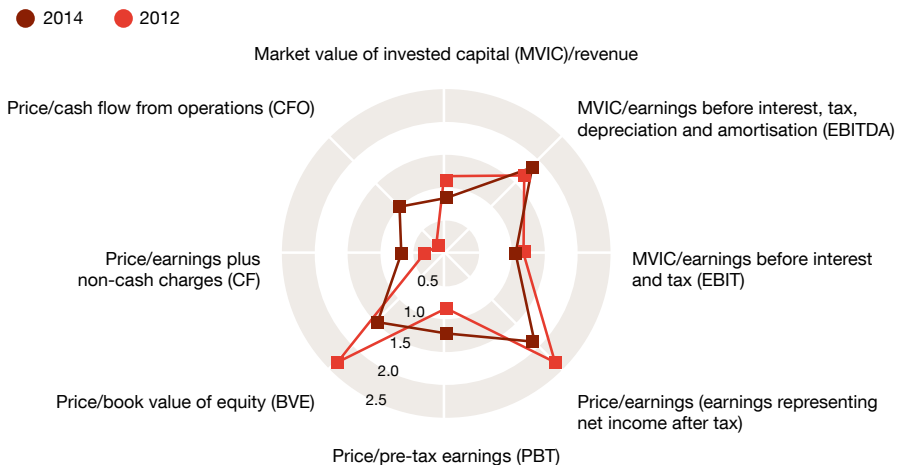 2014 2012
Market value of invested capital (MVIC)/revenue
Price/cash flow from operations (CFO)
MVIC/earnings before interest, tax,
depreciation and amortisation (EBITDA)
Price/earnings plus
non-cash charges (CF)
MVIC/earnings before interest
and tax (EBIT)
0.5
1.0
1.5
2.0
2.5
Price/book value of equity (BVE)
Price/earnings (earnings representing
net income after tax)
Price/pre-tax earnings (PBT)